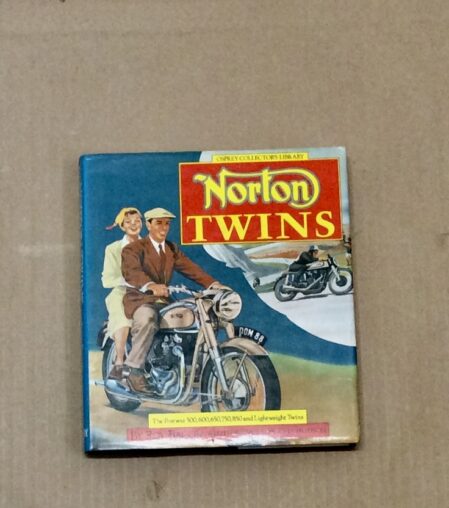 OSPREY COLLECTOR'S LIBRARY
Norton
TWINS
The Postwar 500, 600, 650, 750, 850 and Lightweight Twins